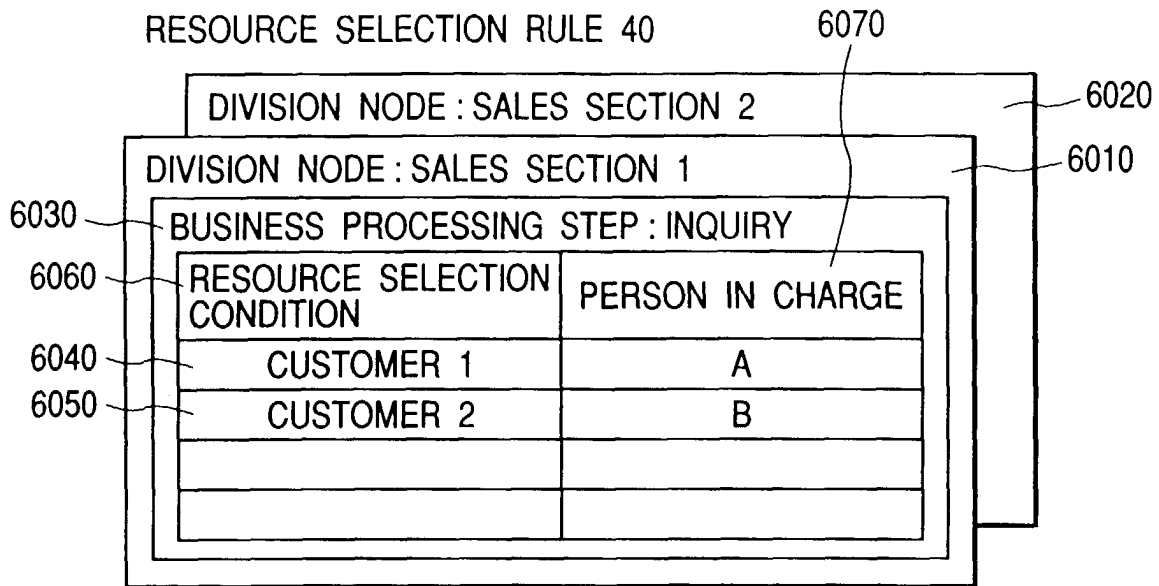 RESOURCE SELECTION RULE 40
6070
DIVISION NODE : SALES SECTION 2
6020
DIVISION NODE : SALES SECTION 1
6010
6030
BUSINESS PROCESSING STEP : INQUIRY
6060
RESOURCE SELECTION
CONDITION
PERSON IN CHARGE
6040
CUSTOMER 1
A
6050
CUSTOMER 2
B